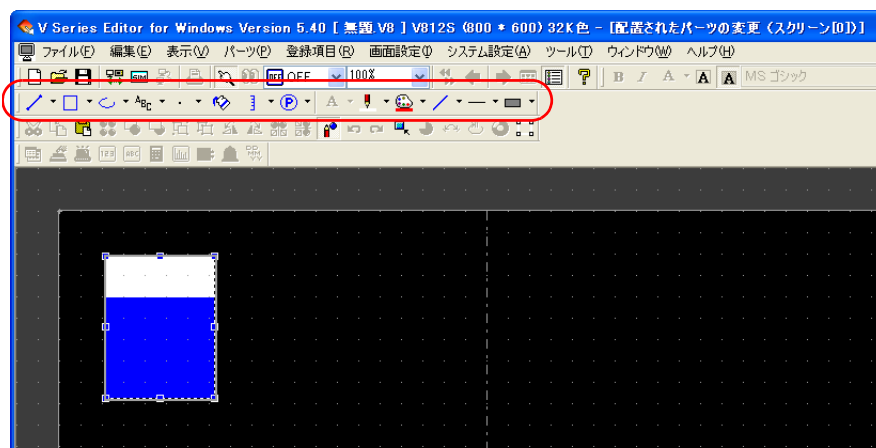 V Series Editor for Windows Version 5.40 [ 無題.V8 ] V812S (800 * 600) 32K色 - [配置されたパーツの変更 (スクリーン[0])]
ファイル(F) 編集(E) 表示(V) パーツ(P) 登録項目(R) 画面設定(I) システム設定(A) ツール(T) ウィンドウ(W) ヘルプ(H)
OFF OFF 100% B I A A A MS ゴシック
ABC P A
123 ABC